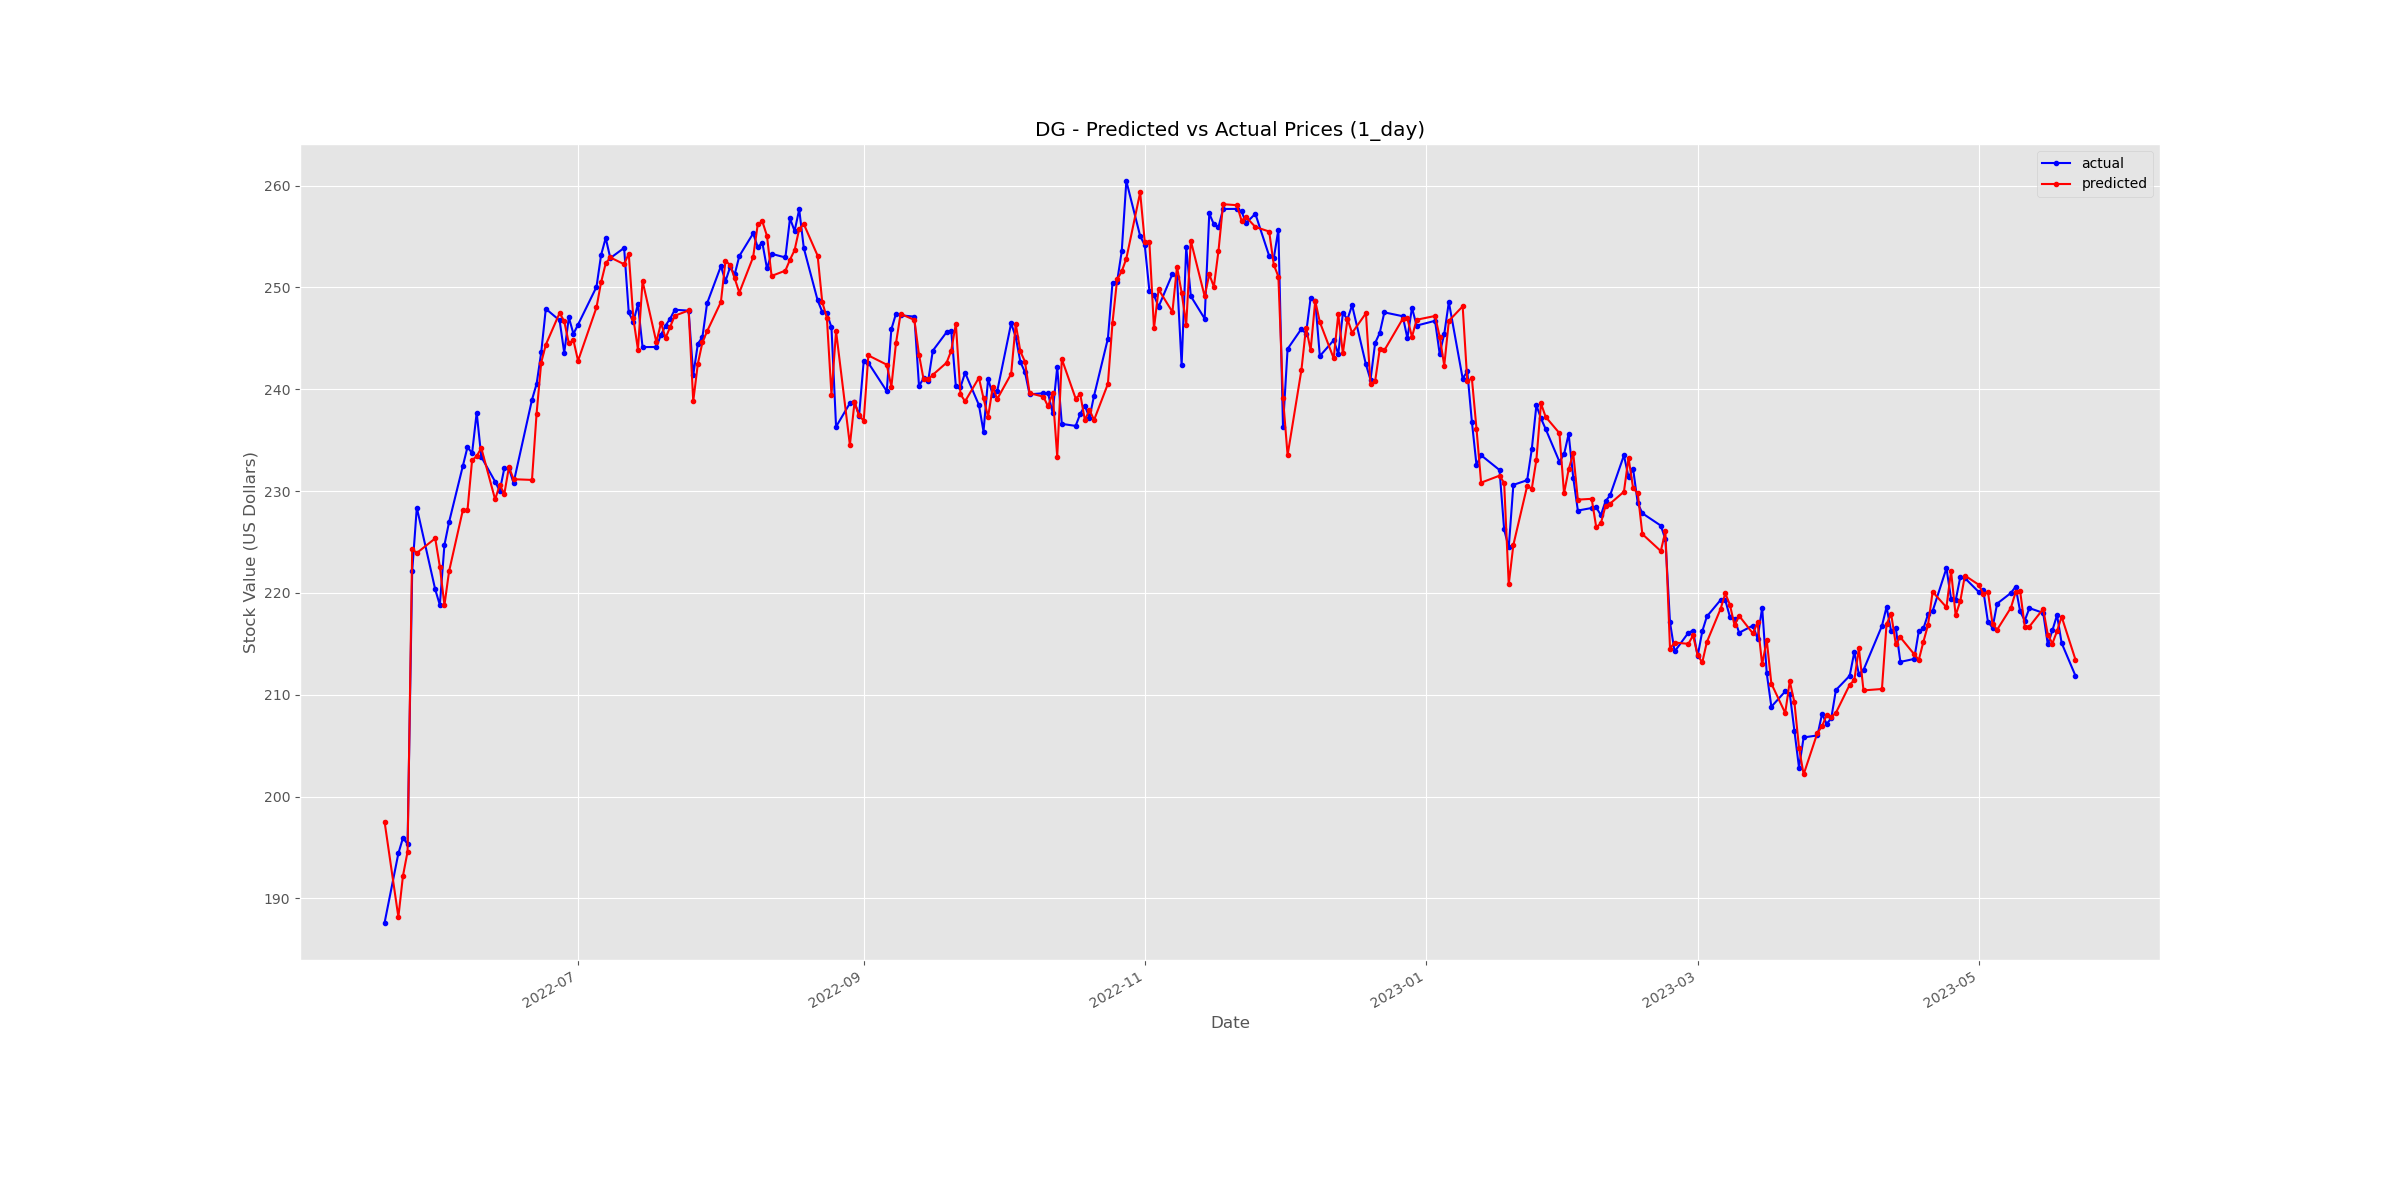 DG - Predicted vs Actual Prices (1_day)
actual
predicted
Stock Value (US Dollars)
260
250
240
230
220
210
200
190
2022-07
2022-09
2022-11
2023-01
2023-03
2023-05
Date